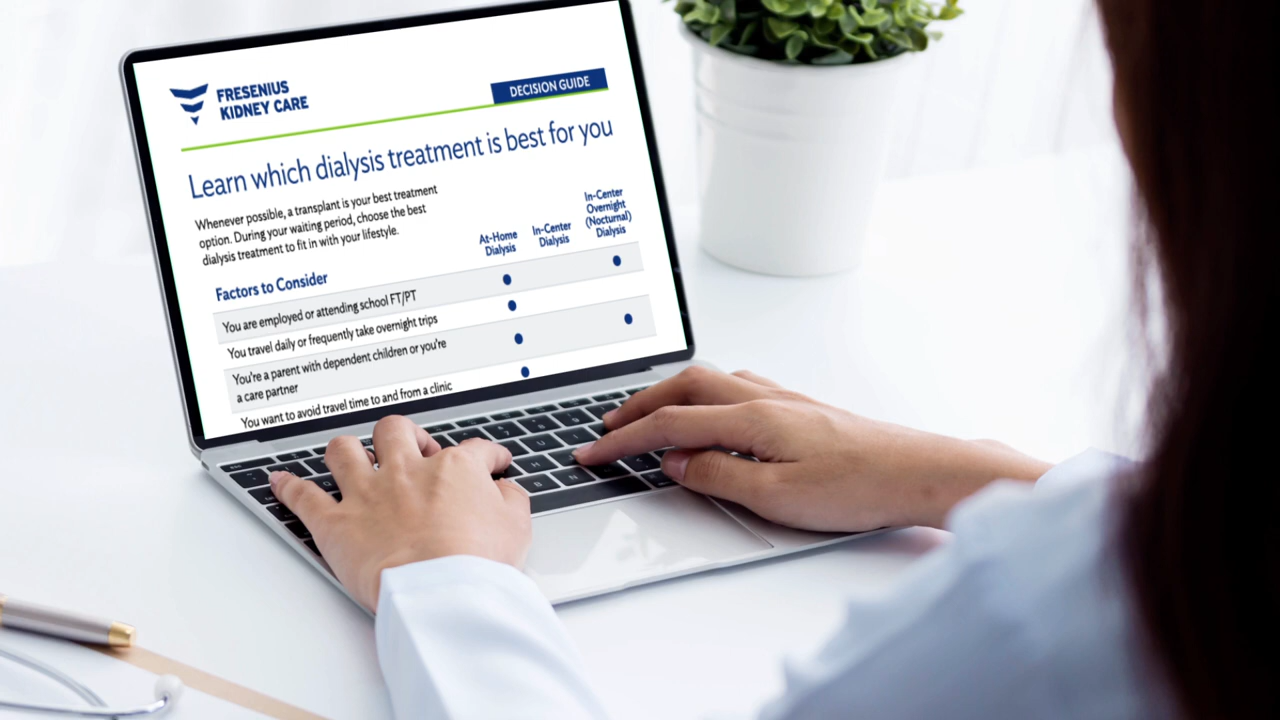 FRESENIUS
KIDNEY CARE
DECISION GUIDE
Learn which dialysis treatment is best for you
Whenever possible, a transplant is your best treatment
option. During your waiting period, choose the best
dialysis treatment to fit in with your lifestyle.
At-Home
Dialysis
In-Center
Dialysis
In-Center
Overnight
(Nocturnal)
Dialysis
Factors to Consider
You are employed or attending school FT/PT
You travel daily or frequently take overnight trips
You're a parent with dependent children or you're
a care partner
You want to avoid travel time to and from a clinic